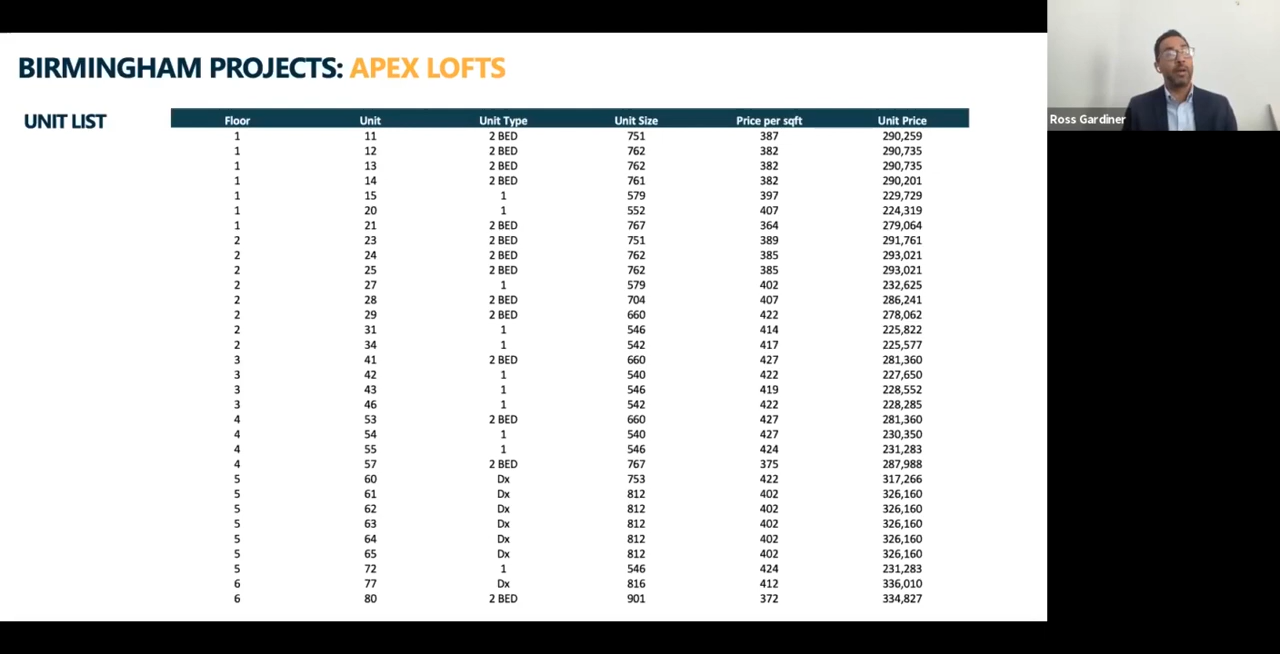 BIRMINGHAM PROJECTS: APEX LOFTS
Ross Gardiner
UNIT LIST
Floor Unit Unit Type Unit Size Price per sqft Unit Price
1 11 2 BED 751 387 290,259
1 12 2 BED 762 382 290,735
1 13 2 BED 762 382 290,735
1 14 2 BED 761 382 290,201
1 15 1 579 397 229,729
1 20 1 552 407 224,319
1 21 2 BED 767 364 279,064
2 23 2 BED 751 389 291,761
2 24 2 BED 762 385 293,021
2 25 2 BED 762 385 293,021
2 27 1 579 402 232,625
2 28 2 BED 704 407 286,241
2 29 2 BED 660 422 278,062
2 31 1 546 414 225,822
2 34 1 542 417 225,577
3 41 2 BED 660 427 281,360
3 42 1 540 422 227,650
3 43 1 546 419 228,552
3 46 1 542 422 228,285
4 53 2 BED 660 427 281,360
4 54 1 540 427 230,350
4 55 1 546 424 231,283
4 57 2 BED 767 375 287,988
5 60 Dx 753 422 317,266
5 61 Dx 812 402 326,160
5 62 Dx 812 402 326,160
5 63 Dx 812 402 326,160
5 64 Dx 812 402 326,160
5 65 Dx 812 402 326,160
5 72 1 546 424 231,283
6 77 Dx 816 412 336,010
6 80 2 BED 901 372 334,827